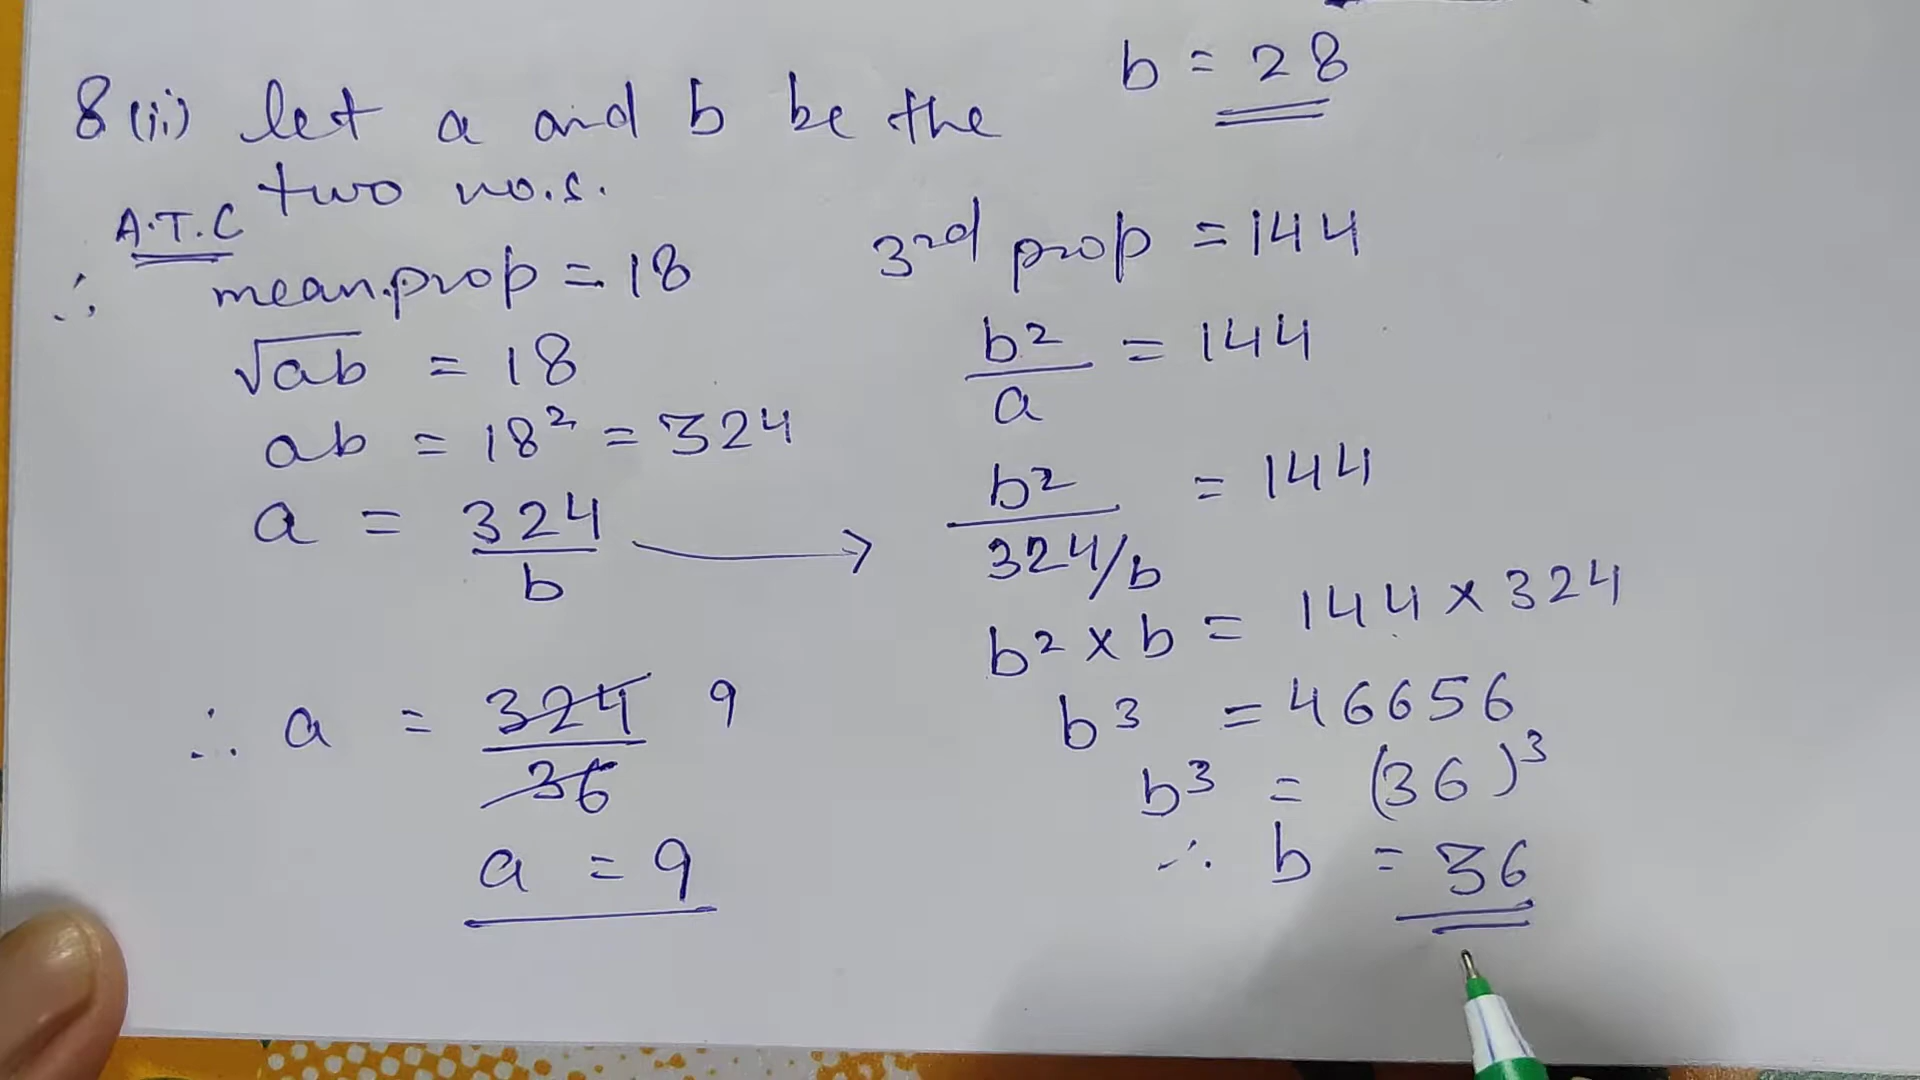 b = 28
8(ii) let a and b be the
two no.s.
A.T.C
∴ mean.prop = 18
√ab = 18
ab = 18² = 324
a = 324/b →
∴ a = 324/36 9
a = 9
3rd prop = 144
b²/a = 144
b²/(324/b) = 144
b² × b = 144 × 324
b³ = 46656
b³ = (36)³
∴ b = 36